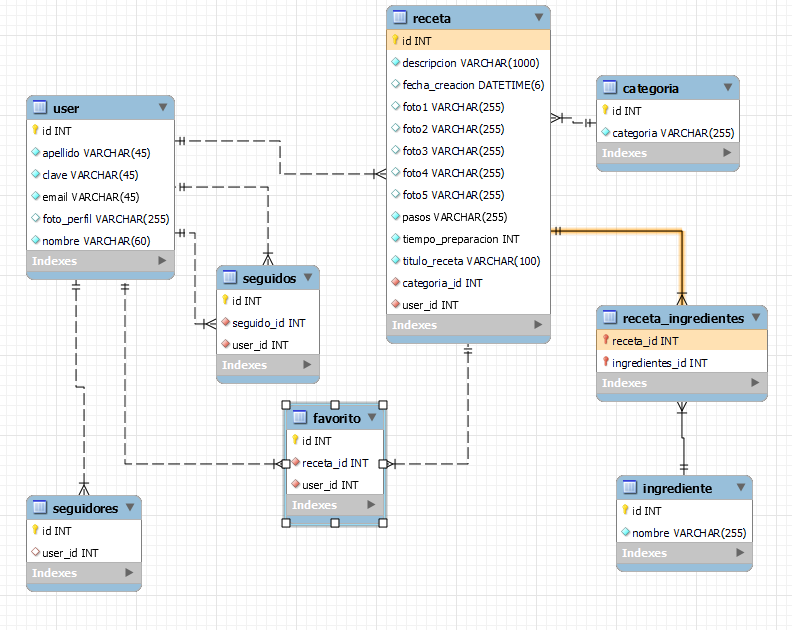 user
id INT
apellido VARCHAR(45)
clave VARCHAR(45)
email VARCHAR(45)
foto_perfil VARCHAR(255)
nombre VARCHAR(60)
Indexes
seguidos
id INT
seguido_id INT
user_id INT
Indexes
seguidores
id INT
user_id INT
Indexes
favorito
id INT
receta_id INT
user_id INT
Indexes
receta
id INT
descripcion VARCHAR(1000)
fecha_creacion DATETIME(6)
foto1 VARCHAR(255)
foto2 VARCHAR(255)
foto3 VARCHAR(255)
foto4 VARCHAR(255)
foto5 VARCHAR(255)
pasos VARCHAR(255)
tiempo_preparacion INT
titulo_receta VARCHAR(100)
categoria_id INT
user_id INT
Indexes
categoria
id INT
categoria VARCHAR(255)
Indexes
receta_ingredientes
receta_id INT
ingredientes_id INT
Indexes
ingrediente
id INT
nombre VARCHAR(255)
Indexes